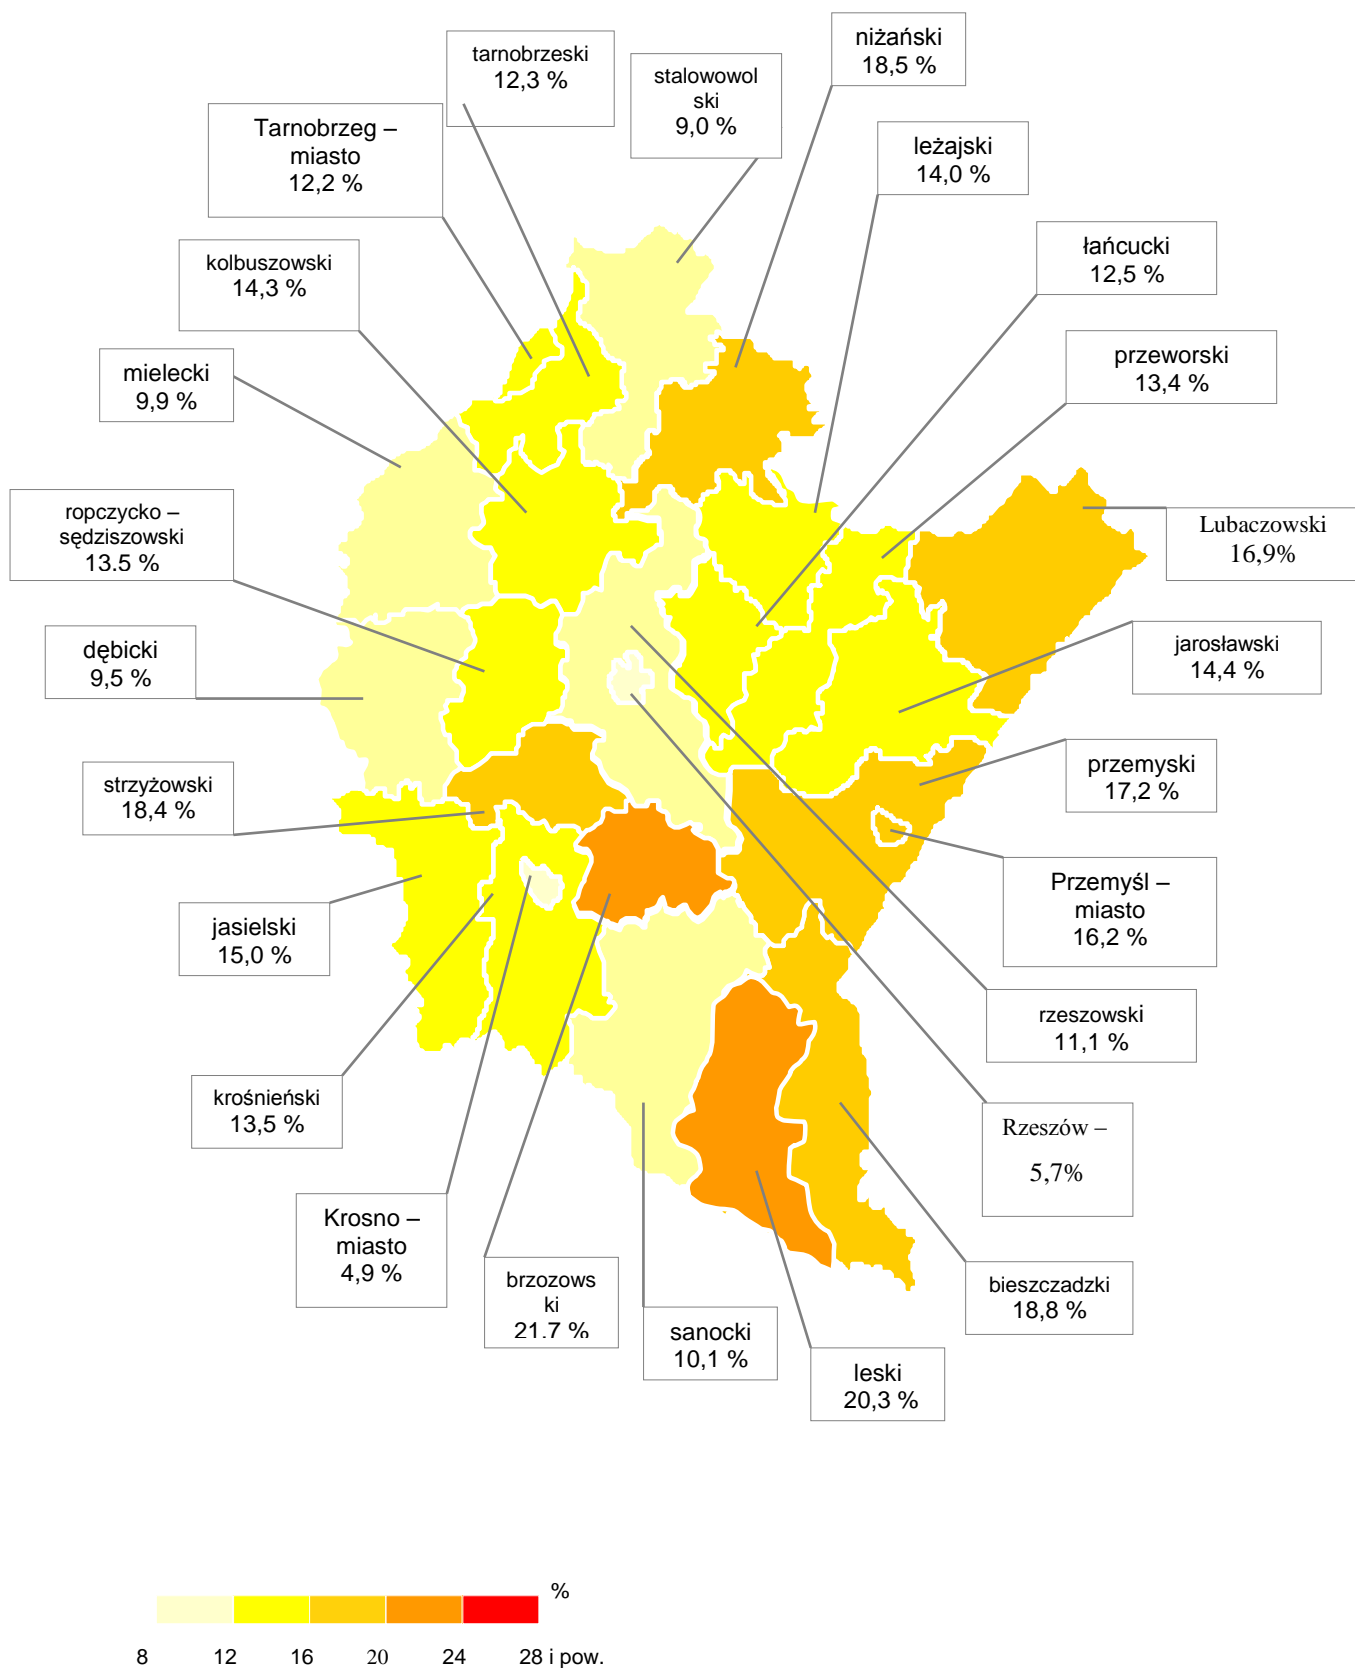 niżański
18,5 %
tarnobrzeski
12,3 %
stalowowol
ski
9,0 %
Tarnobrzeg –
miasto
12,2 %
leżajski
14,0 %
łańcucki
12,5 %
kolbuszowski
14,3 %
przeworski
13,4 %
mielecki
9,9 %
ropczycko –
sędziszowski
13.5 %
Lubaczowski
16,9%
dębicki
9,5 %
jarosławski
14,4 %
strzyżowski
18,4 %
przemyski
17,2 %
Przemyśl –
miasto
16,2 %
jasielski
15,0 %
rzeszowski
11,1 %
krośnieński
13,5 %
Rzeszów –
5,7%
Krosno –
miasto
4,9 %
brzozows
ki
21,7 %
sanocki
10,1 %
bieszczadzki
18,8 %
leski
20,3 %
%
8 12 16 20 24 28 i pow.